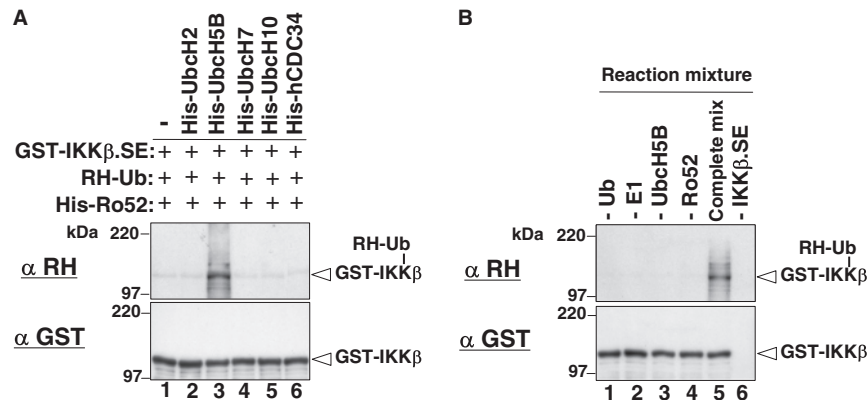 A
- His-UbcH2 His-UbcH5B His-UbcH7 His-UbcH10 His-hCDC34
GST-IKKβ.SE: + + + + + +
RH-Ub: + + + + + +
His-Ro52: + + + + + +
kDa
220
α RH
97
RH-Ub
GST-IKKβ
220
α GST
97
GST-IKKβ
1 2 3 4 5 6
B
Reaction mixture
- Ub - E1 - UbcH5B - Ro52 Complete mix - IKKβ.SE
kDa
220
α RH
97
RH-Ub
GST-IKKβ
220
α GST
97
GST-IKKβ
1 2 3 4 5 6